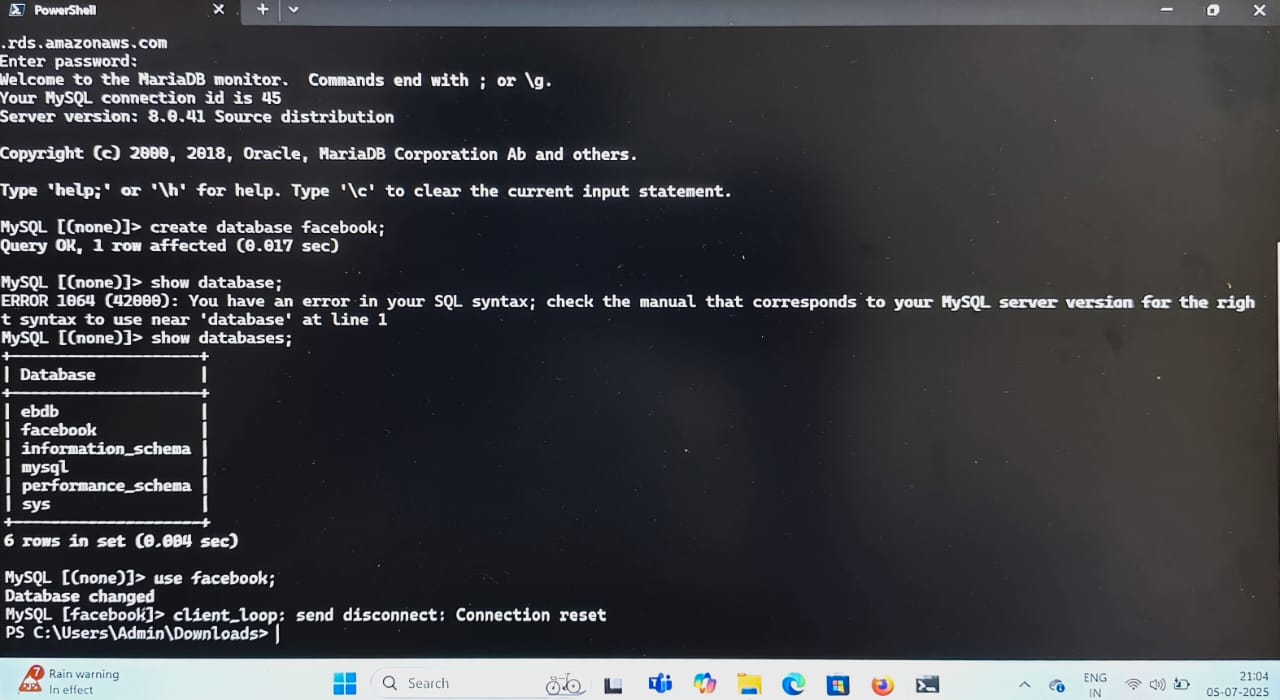 PowerShell
.rds.amazonaws.com
Enter password:
Welcome to the MariaDB monitor.  Commands end with ; or \g.
Your MySQL connection id is 45
Server version: 8.0.41 Source distribution
Copyright (c) 2000, 2018, Oracle, MariaDB Corporation Ab and others.
Type 'help;' or '\h' for help. Type '\c' to clear the current input statement.
MySQL [(none)]> create database facebook;
Query OK, 1 row affected (0.017 sec)
MySQL [(none)]> show database;
ERROR 1064 (42000): You have an error in your SQL syntax; check the manual that corresponds to your MySQL server version for the righ
t syntax to use near 'database' at line 1
MySQL [(none)]> show databases;
| Database |
| ebdb |
| facebook |
| information_schema |
| mysql |
| performance_schema |
| sys |
6 rows in set (0.004 sec)
MySQL [(none)]> use facebook;
Database changed
MySQL [facebook]> client_loop: send disconnect: Connection reset
PS C:\Users\Admin\Downloads>
7 Rain warning
In effect
Search
ENG
IN
21:04
05-07-2025